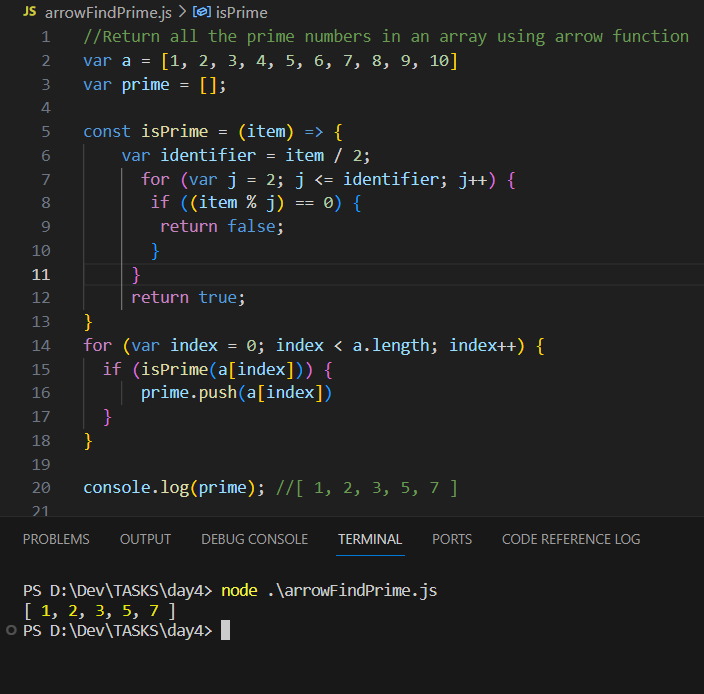 JS arrowFindPrime.js > isPrime
1 //Return all the prime numbers in an array using arrow function
2 var a = [1, 2, 3, 4, 5, 6, 7, 8, 9, 10]
3 var prime = [];
4
5 const isPrime = (item) => {
6 var identifier = item / 2;
7 for (var j = 2; j <= identifier; j++) {
8 if ((item % j) == 0) {
9 return false;
10 }
11 }
12 return true;
13 }
14 for (var index = 0; index < a.length; index++) {
15 if (isPrime(a[index])) {
16 prime.push(a[index])
17 }
18 }
19
20 console.log(prime); //[ 1, 2, 3, 5, 7 ]
21
PROBLEMS OUTPUT DEBUG CONSOLE TERMINAL PORTS CODE REFERENCE LOG
PS D:\Dev\TASKS\day4> node .\arrowFindPrime.js
[ 1, 2, 3, 5, 7 ]
PS D:\Dev\TASKS\day4>